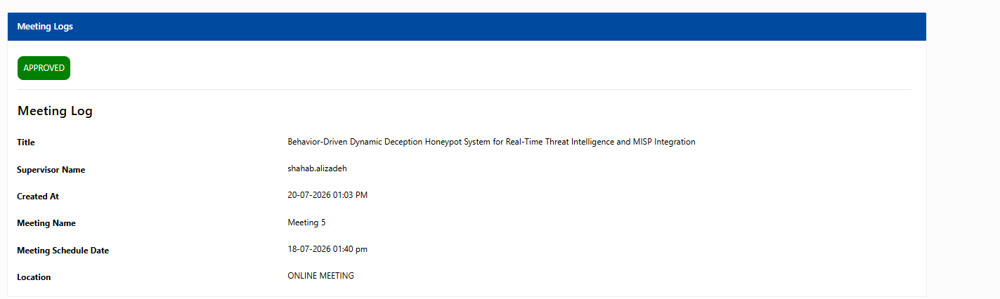 Meeting Logs
APPROVED
Meeting Log
Title Behavior-Driven Dynamic Deception Honeypot System for Real-Time Threat Intelligence and MISP Integration
Supervisor Name shahab.alizadeh
Created At 20-07-2026 01:03 PM
Meeting Name Meeting 5
Meeting Schedule Date 18-07-2026 01:40 pm
Location ONLINE MEETING